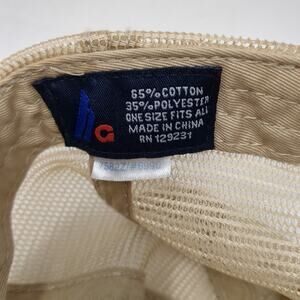 65% COTTON
35% POLYESTER
ONE SIZE FITS ALL
MADE IN CHINA
RN 129231
G